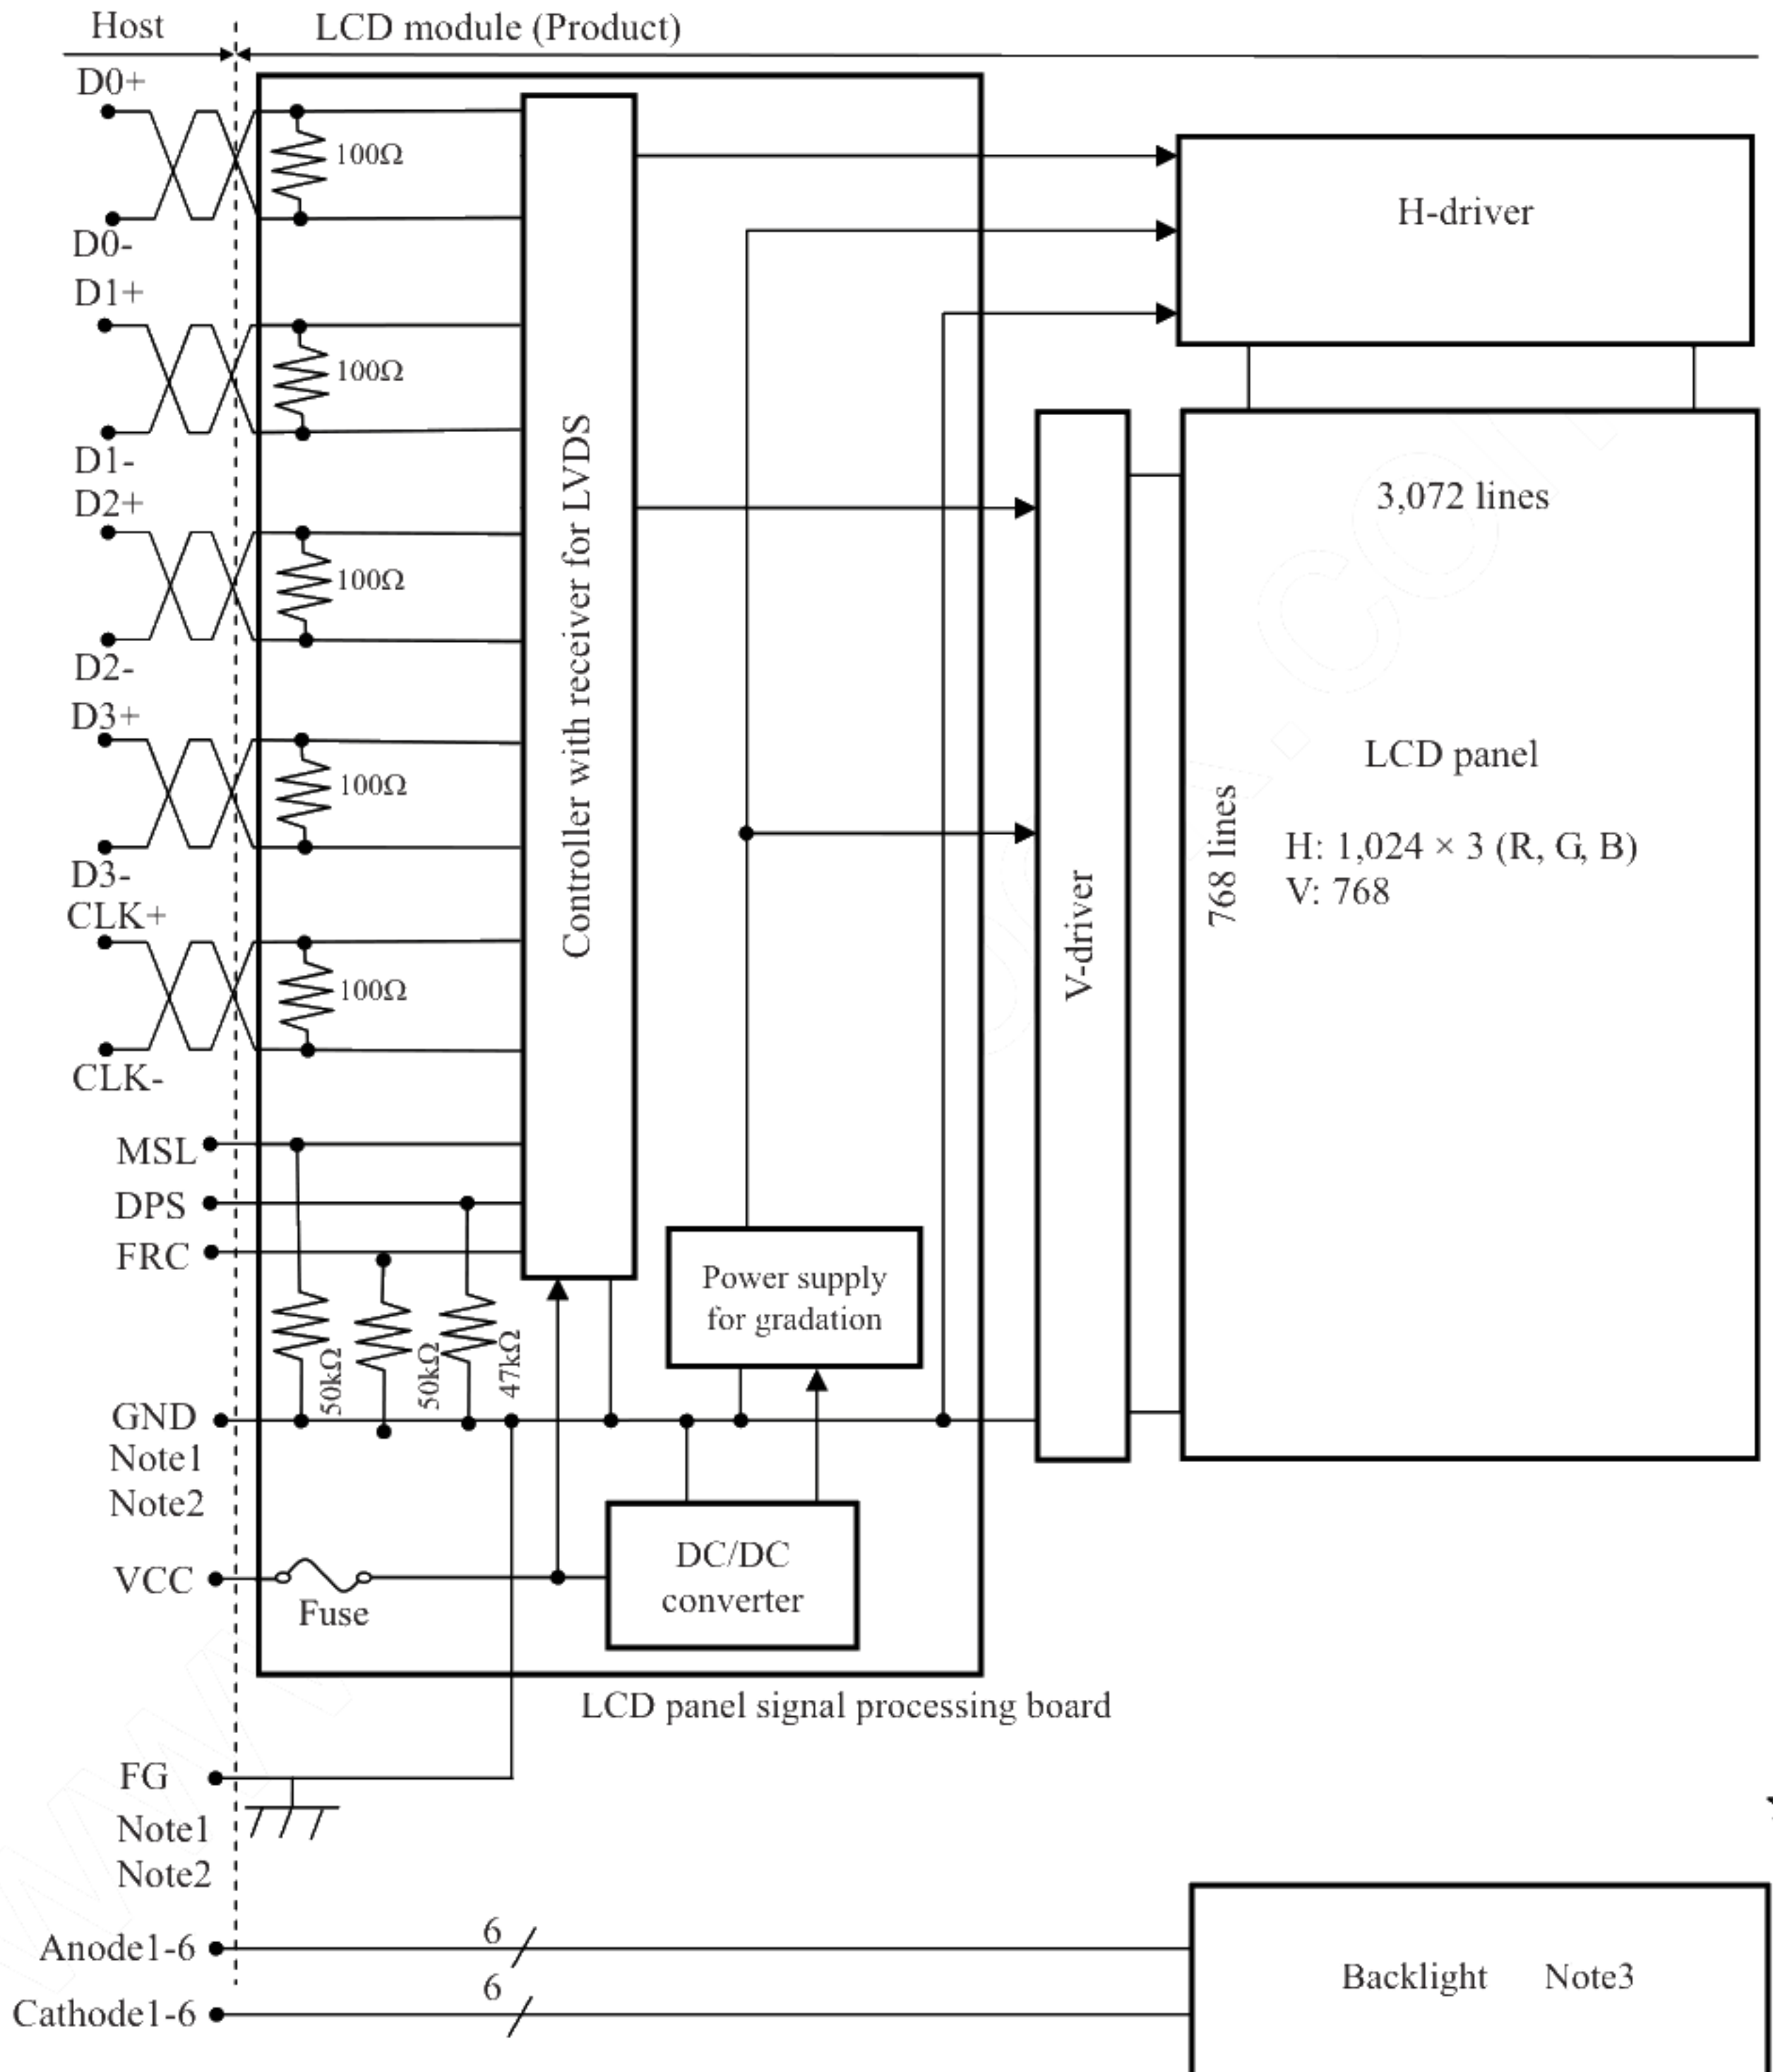 Host
LCD module (Product)
D0+
100Ω
D0-
H-driver
D1+
100Ω
D1-
D2+
100Ω
D2-
D3+
100Ω
D3-
CLK+
100Ω
CLK-
Controller with receiver for LVDS
3,072 lines
LCD panel
768 lines
H: 1,024 × 3 (R, G, B)
V: 768
V-driver
MSL
DPS
FRC
50kΩ
50kΩ
47kΩ
Power supply
for gradation
GND
Note1
Note2
VCC
Fuse
DC/DC
converter
LCD panel signal processing board
FG
Note1
Note2
Anode1-6
6
Cathode1-6
6
Backlight Note3